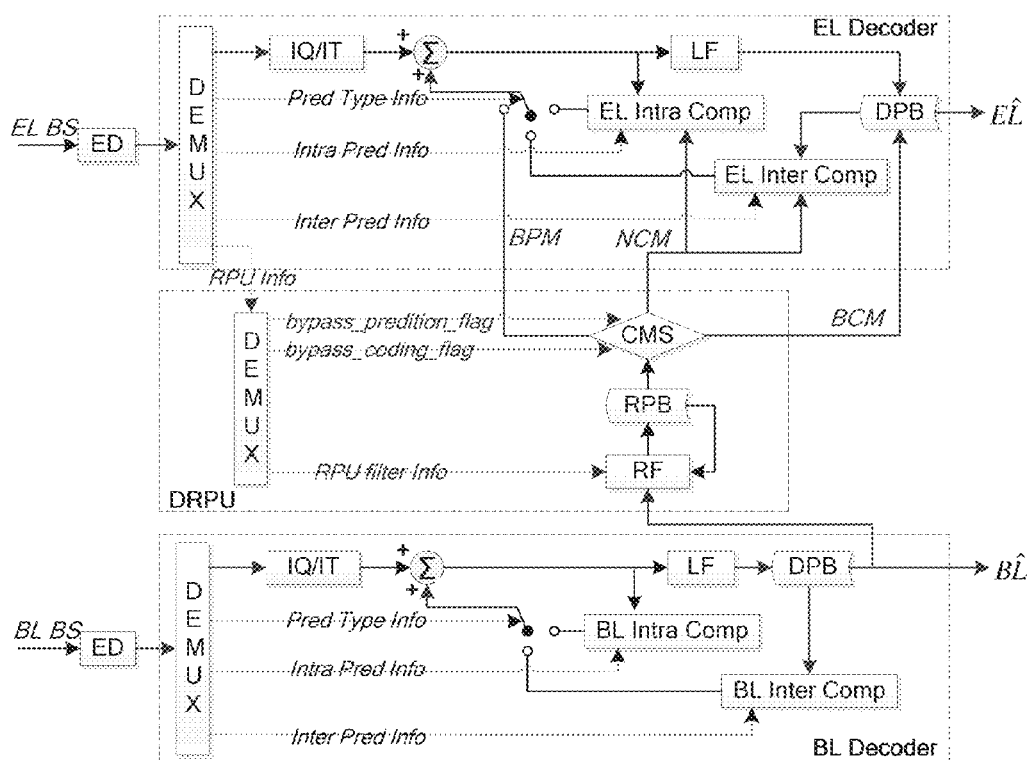 EL Decoder
IQ/IT
+
Σ
+
LF
DEMUX
Pred Type Info
EL Intra Comp
DPB
EL̂
EL BS
ED
Intra Pred Info
EL Inter Comp
Inter Pred Info
BPM
NCM
RPU Info
bypass_predition_flag
CMS
BCM
bypass_coding_flag
DEMUX
RPB
RPU filter Info
RF
DRPU
IQ/IT
+
Σ
+
LF
DPB
BL̂
DEMUX
Pred Type Info
BL Intra Comp
BL BS
ED
Intra Pred Info
BL Inter Comp
Inter Pred Info
BL Decoder